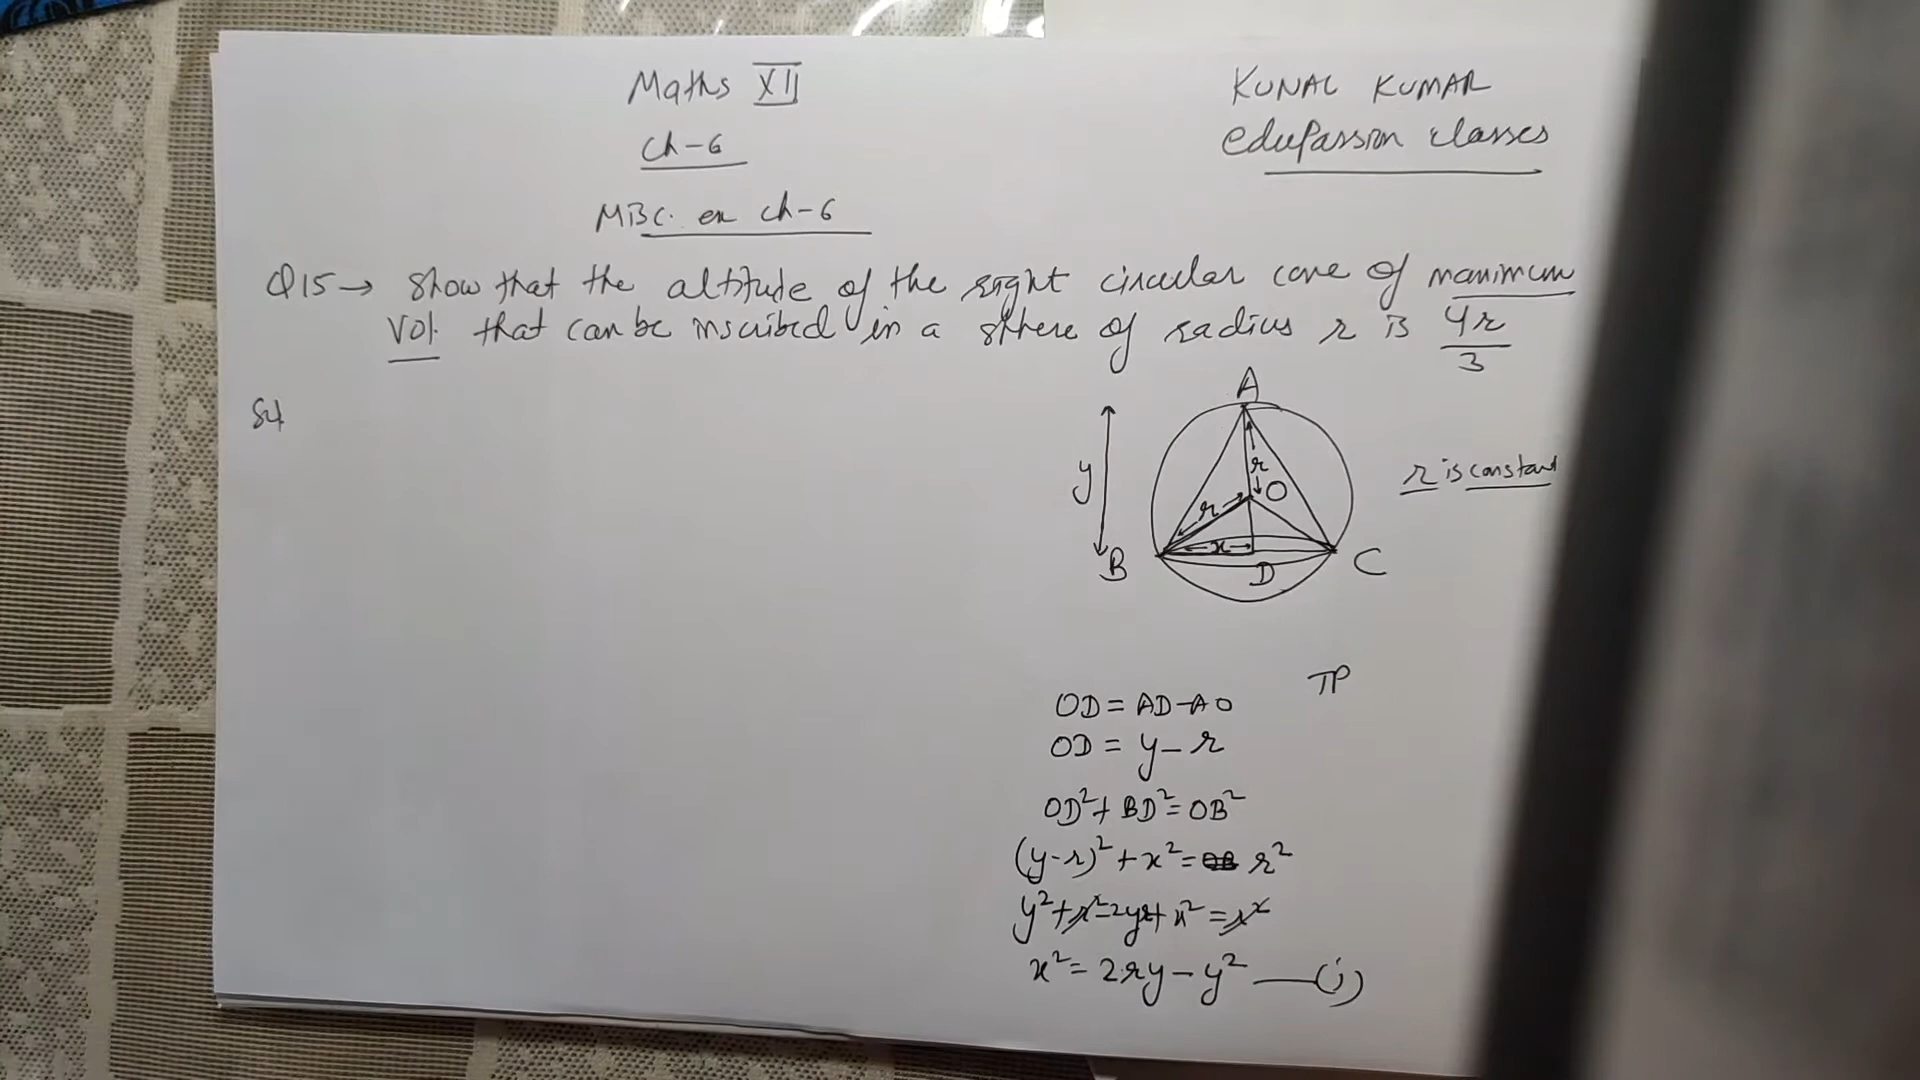 Maths XII
KUNAL KUMAR
Ch-6
EduPassion classes
MBC. en ch-6
Q15→ Show that the altitude of the right circular cone of maximum
Vol. that can be inscribed in a sphere of radius r is 4r/3
Sol
A
y
r
O
r is constant
r
x
B
D
C
TP
OD = AD-AO
OD = y-r
OD²+BD²=OB²
(y-r)²+x²= r²
y²+r²-2yr+x²=r²
x²=2ry-y² —(i)